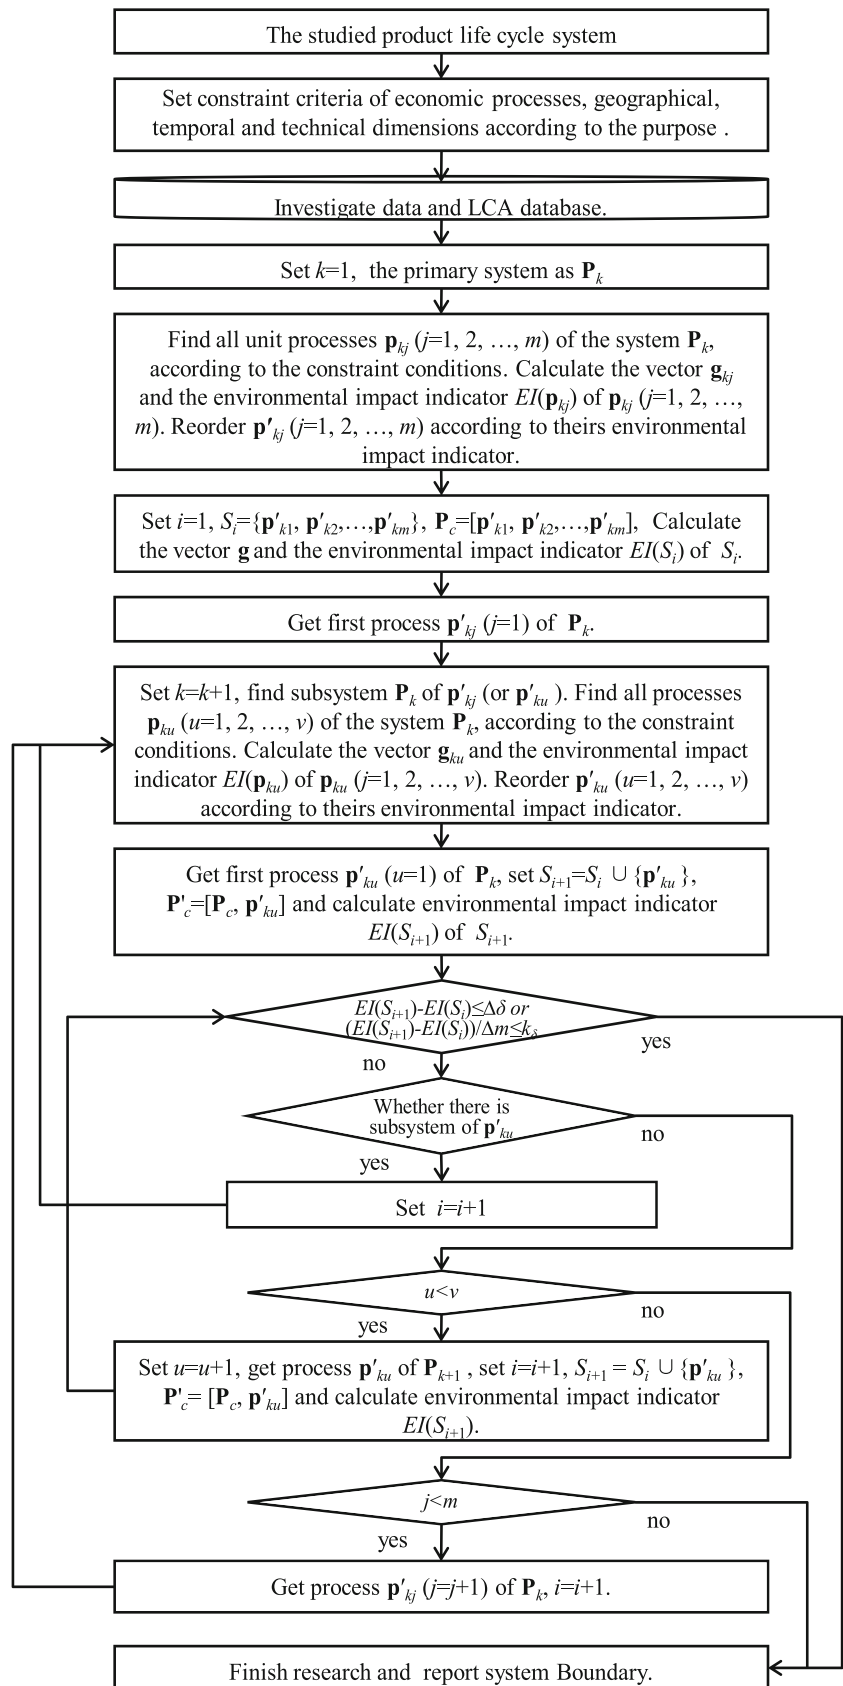 The studied product life cycle system
Set constraint criteria of economic processes, geographical,
temporal and technical dimensions according to the purpose .
Investigate data and LCA database.
Set k=1, the primary system as Pₖ
Find all unit processes pₖⱼ (j=1, 2, …, m) of the system Pₖ,
according to the constraint conditions. Calculate the vector gₖⱼ
and the environmental impact indicator EI(pₖⱼ) of pₖⱼ (j=1, 2, …,
m). Reorder p′ₖⱼ (j=1, 2, …, m) according to theirs environmental
impact indicator.
Set i=1, Sᵢ={p′ₖ₁, p′ₖ₂,…,p′ₖₘ}, P_c=[p′ₖ₁, p′ₖ₂,…,p′ₖₘ], Calculate
the vector g and the environmental impact indicator EI(Sᵢ) of Sᵢ.
Get first process p′ₖⱼ (j=1) of Pₖ.
Set k=k+1, find subsystem Pₖ of p′ₖⱼ (or p′ₖᵤ ). Find all processes
pₖᵤ (u=1, 2, …, v) of the system Pₖ, according to the constraint
conditions. Calculate the vector gₖᵤ and the environmental impact
indicator EI(pₖᵤ) of pₖᵤ (j=1, 2, …, v). Reorder p′ₖᵤ (u=1, 2, …, v)
according to theirs environmental impact indicator.
Get first process p′ₖᵤ (u=1) of Pₖ, set Sᵢ₊₁=Sᵢ ∪ {p′ₖᵤ },
P'_c=[P_c, p′ₖᵤ] and calculate environmental impact indicator
EI(Sᵢ₊₁) of Sᵢ₊₁.
EI(Sᵢ₊₁)-EI(Sᵢ)≤Δδ or
(EI(Sᵢ₊₁)-EI(Sᵢ))/Δm≤k_δ
yes
no
Whether there is
subsystem of p′ₖᵤ
no
yes
Set i=i+1
u<v
no
yes
Set u=u+1, get process p′ₖᵤ of Pₖ₊₁ , set i=i+1, Sᵢ₊₁ = Sᵢ ∪ {p′ₖᵤ },
P'_c= [P_c, p′ₖᵤ] and calculate environmental impact indicator
EI(Sᵢ₊₁).
j<m
no
yes
Get process p′ₖⱼ (j=j+1) of Pₖ, i=i+1.
Finish research and report system Boundary.